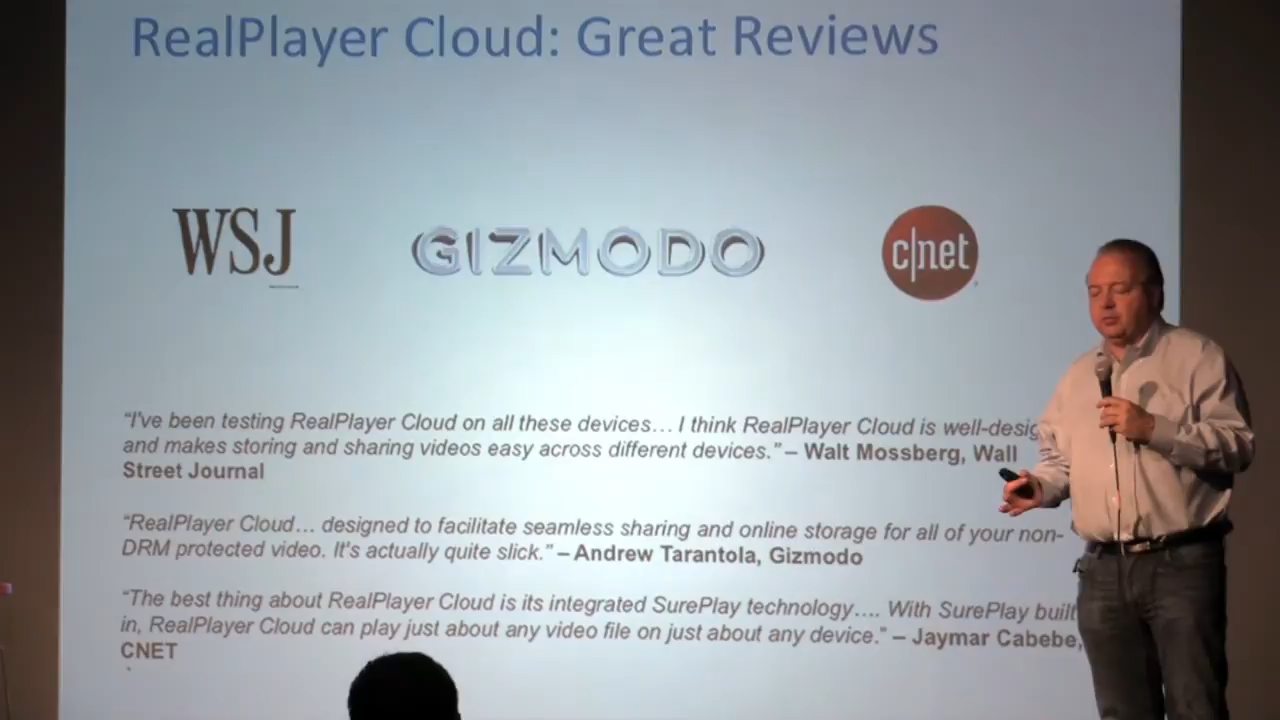 RealPlayer Cloud: Great Reviews
WSJ
GIZMODO
c|net
“I've been testing RealPlayer Cloud on all these devices… I think RealPlayer Cloud is
and makes storing and sharing videos easy across different devices.” – Walt Mossberg, Wall
Street Journal
“RealPlayer Cloud… designed to facilitate seamless sharing and online storage for all of your non-
DRM protected video. It's actually quite slick.” – Andrew Tarantola, Gizmodo
“The best thing about RealPlayer Cloud is its integrated SurePlay technology…. With SurePlay built
in, RealPlayer Cloud can play just about any video file on just about any device.” – Jaymar Cabebe,
CNET